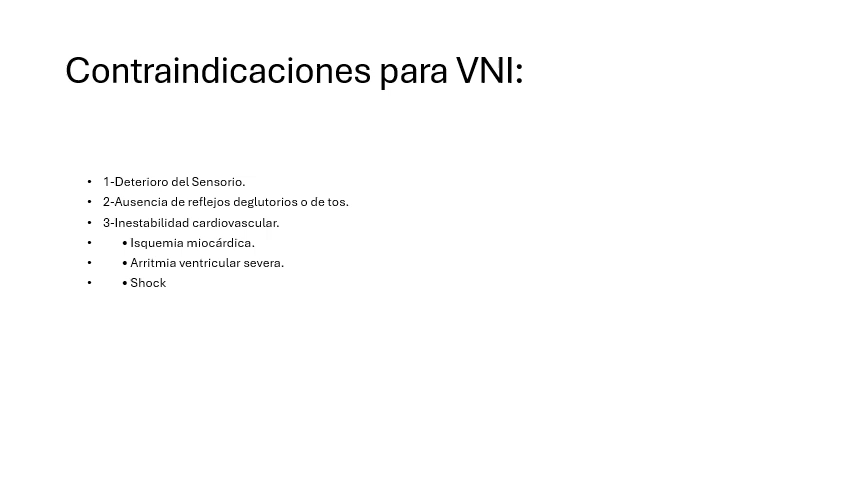 Contraindicaciones para VNI:
• 1-Deterioro del Sensorio.
• 2-Ausencia de reflejos deglutorios o de tos.
• 3-Inestabilidad cardiovascular.
• • Isquemia miocárdica.
• • Arritmia ventricular severa.
• • Shock